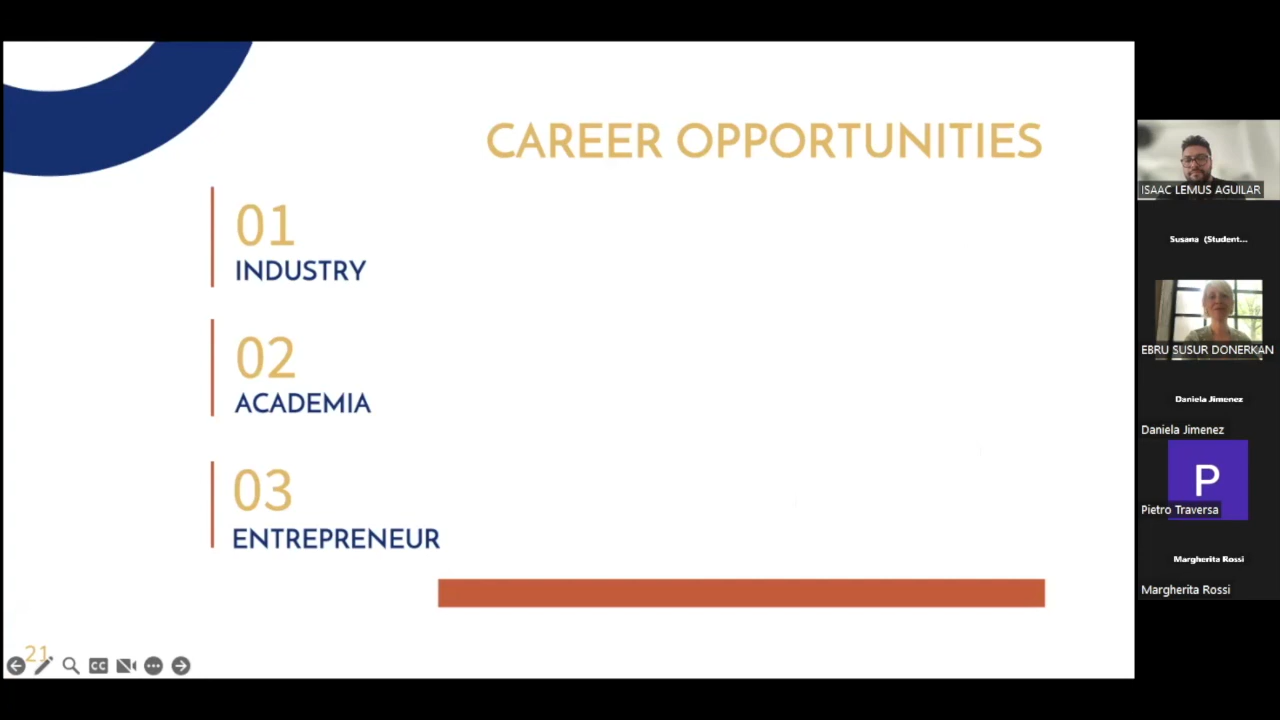 CAREER OPPORTUNITIES
01
INDUSTRY
02
ACADEMIA
03
ENTREPRENEUR
21
CC
ISAAC LEMUS AGUILAR
Susana (Student...
EBRU SUSUR DONERKAN
Daniela Jimenez
Daniela Jimenez
P
Pietro Traversa
Margherita Rossi
Margherita Rossi